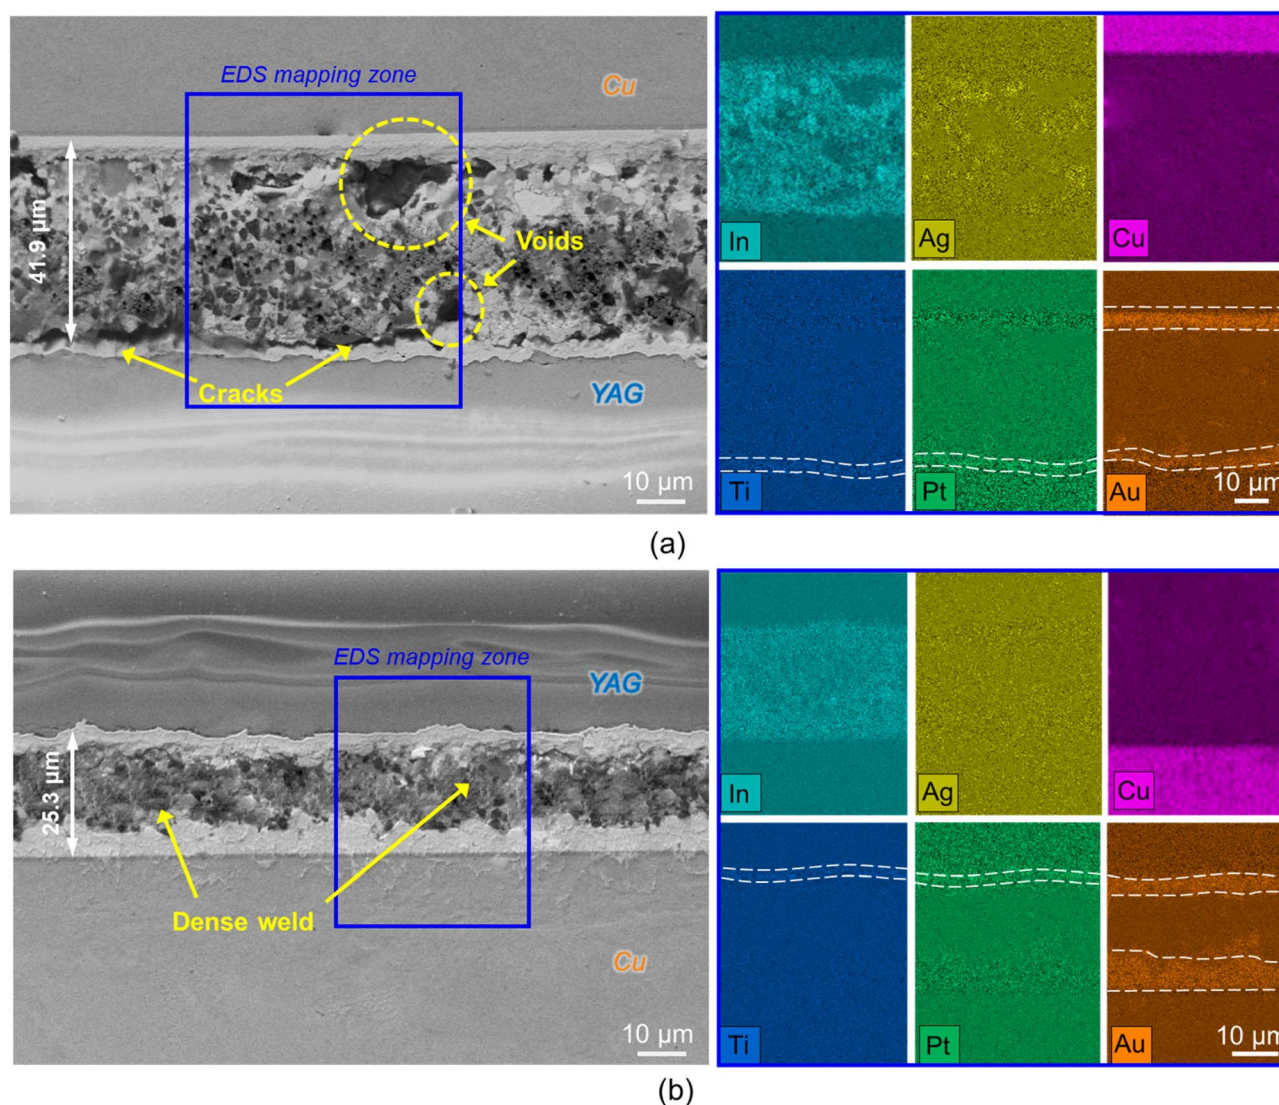 EDS mapping zone
Cu
41.9 μm
Voids
Cracks
YAG
10 μm
In
Ag
Cu
Ti
Pt
Au
10 μm
(a)
EDS mapping zone
YAG
25.3 μm
Dense weld
Cu
10 μm
In
Ag
Cu
Ti
Pt
Au
10 μm
(b)